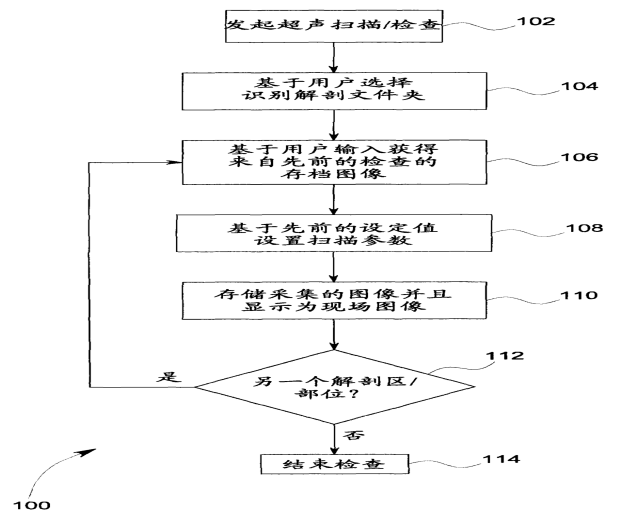 发起超声扫描/检查
102
基于用户选择
识别解剖文件夹
104
基于用户输入获得
来自先前的检查的
存档图像
106
基于先前的设定值
设置扫描参数
108
存储采集的图像并且
显示为现场图像
110
112
另一个解剖区/
部位?
是
否
结束检查
114
100